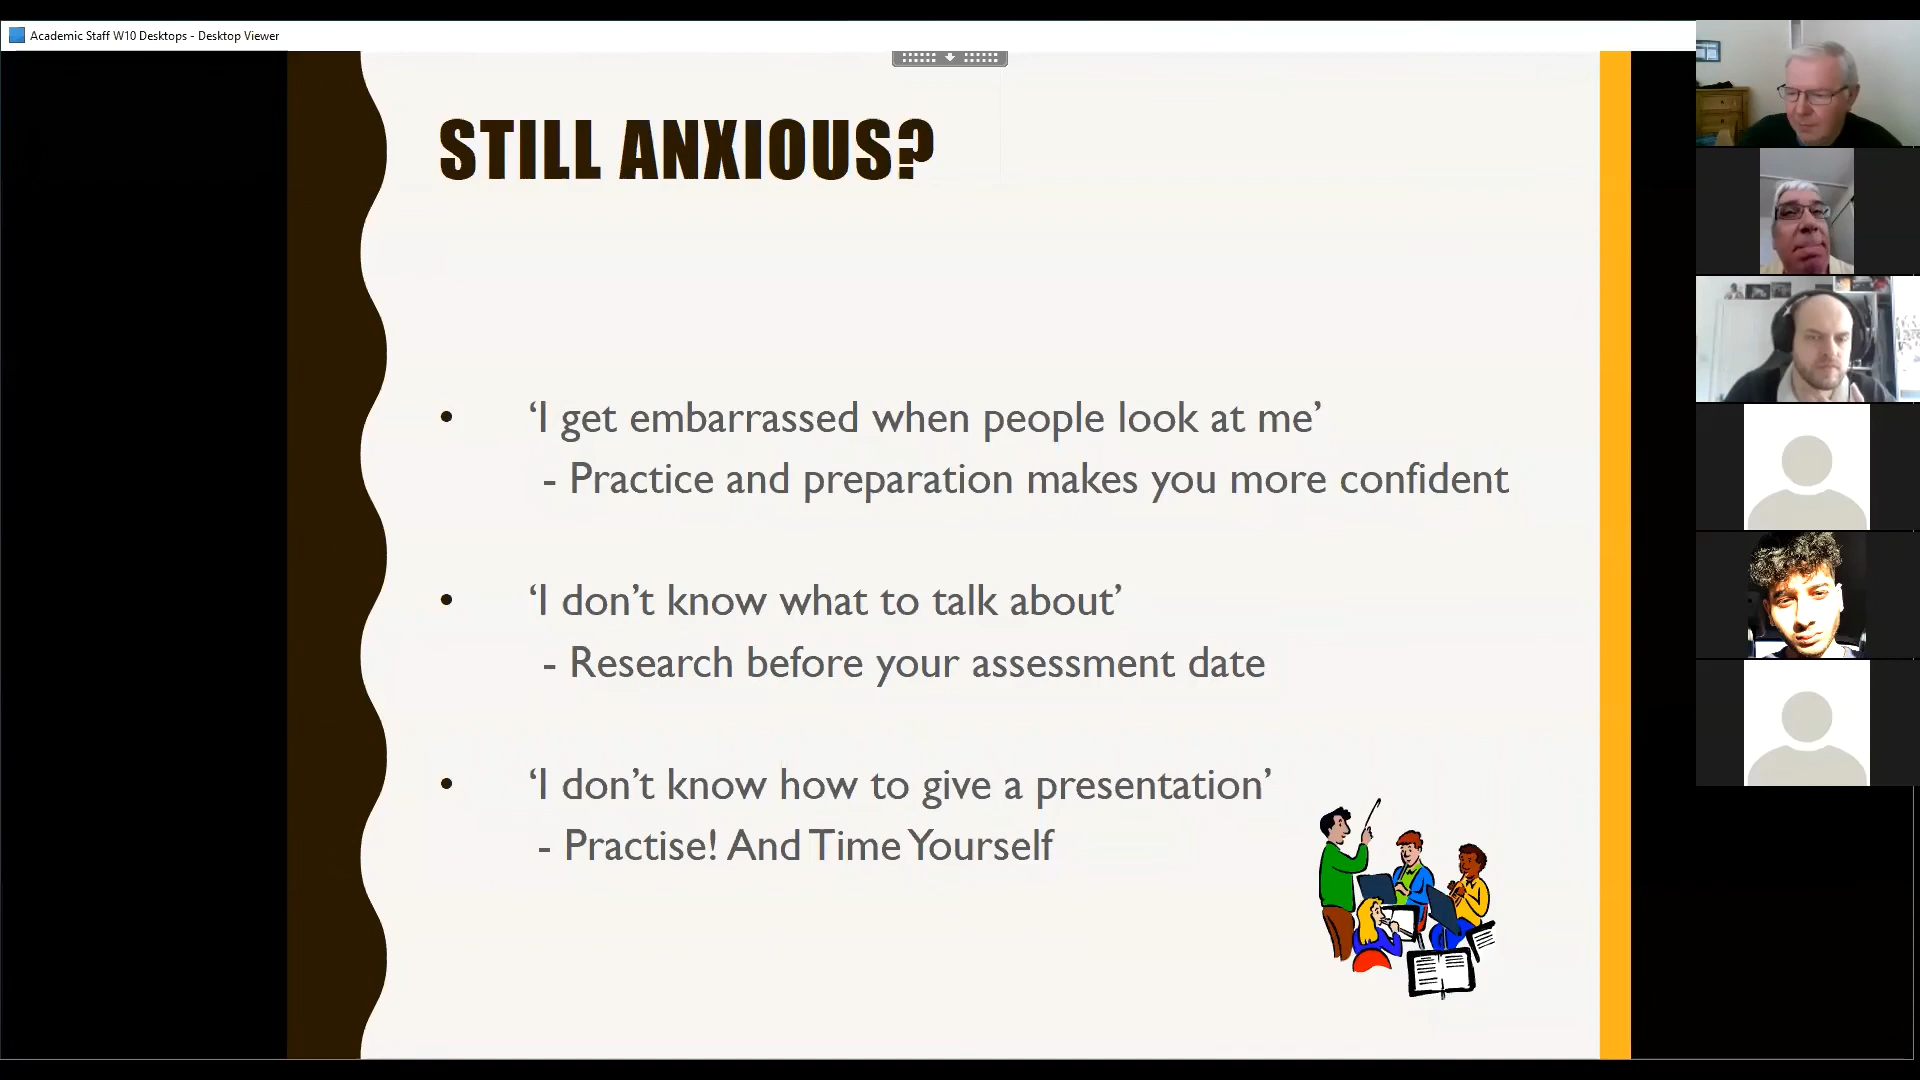 Academic Staff W10 Desktops - Desktop Viewer
STILL ANXIOUS?
• ‘I get embarrassed when people look at me’
- Practice and preparation makes you more confident
• ‘I don’t know what to talk about’
- Research before your assessment date
• ‘I don’t know how to give a presentation’
- Practise! And Time Yourself